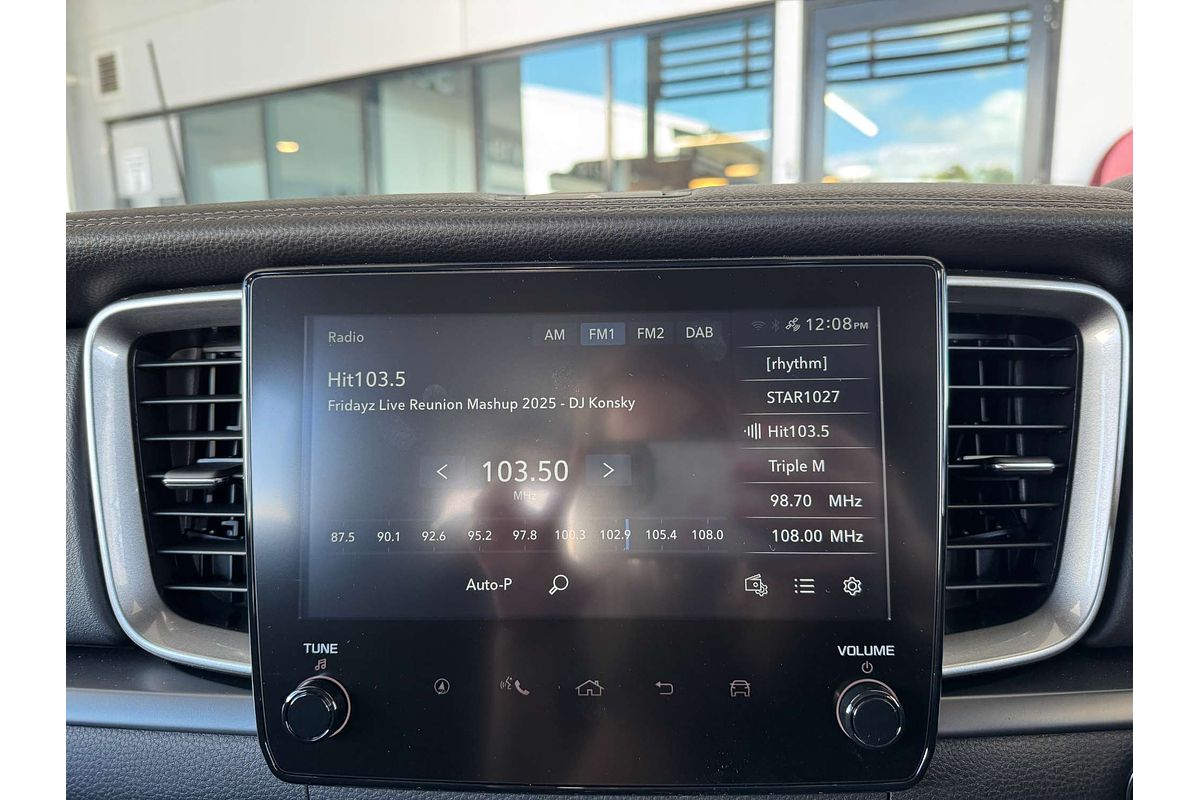 Radio
AM FM1 FM2 DAB
12:08PM
Hit103.5
Fridayz Live Reunion Mashup 2025 - DJ Konsky
< 103.50 >
MHz
87.5 90.1 92.6 95.2 97.8 100.3 102.9 105.4 108.0
Auto-P
[rhythm]
STAR1027
Hit103.5
Triple M
98.70 MHz
108.00 MHz
TUNE
VOLUME